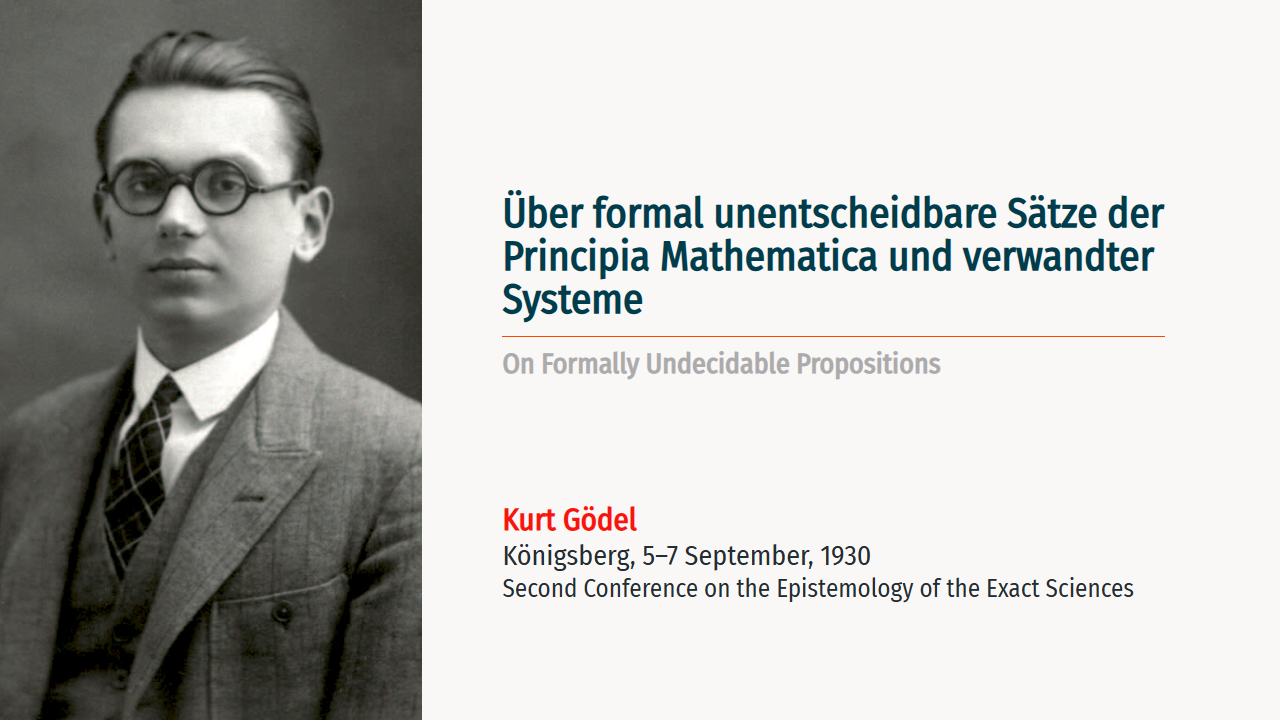 Über formal unentscheidbare Sätze der
Principia Mathematica und verwandter
Systeme
On Formally Undecidable Propositions
Kurt Gödel
Königsberg, 5–7 September, 1930
Second Conference on the Epistemology of the Exact Sciences